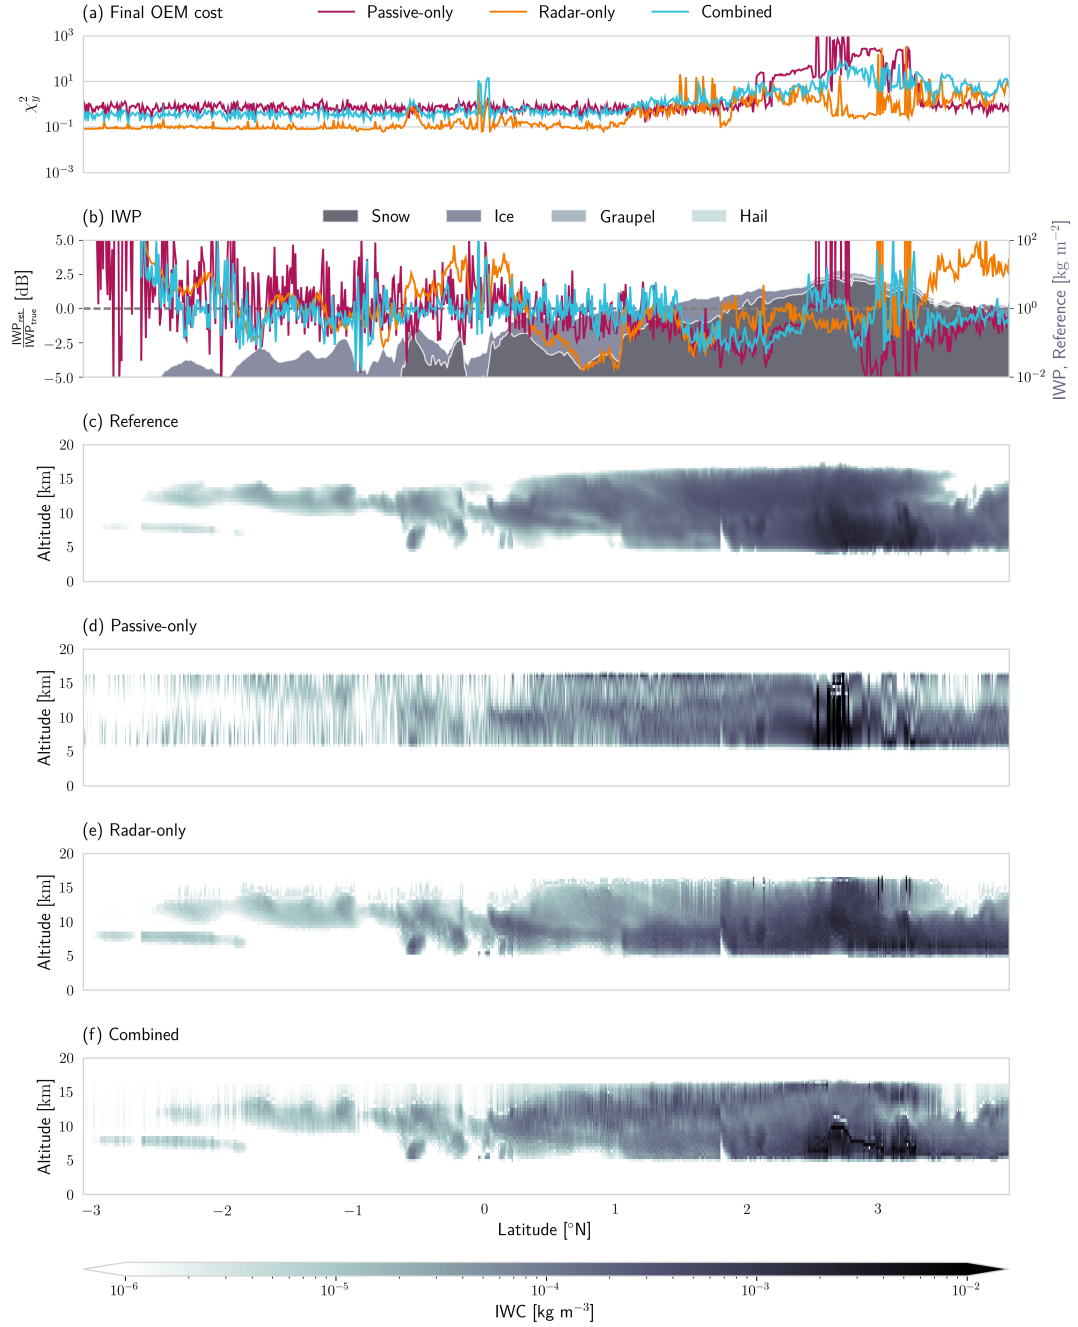 (a) Final OEM cost
Passive-only
Radar-only
Combined
10³
10¹
10⁻¹
10⁻³
χ²y
(b) IWP
Snow
Ice
Graupel
Hail
5.0
2.5
0.0
−2.5
−5.0
IWPret. / IWPtrue [dB]
10²
10⁰
10⁻²
IWP, Reference [kg m⁻²]
(c) Reference
20
15
10
5
0
Altitude [km]
(d) Passive-only
20
15
10
5
0
Altitude [km]
(e) Radar-only
20
15
10
5
0
Altitude [km]
(f) Combined
20
15
10
5
0
Altitude [km]
−3 −2 −1 0 1 2 3
Latitude [°N]
10⁻⁶ 10⁻⁵ 10⁻⁴ 10⁻³ 10⁻²
IWC [kg m⁻³]